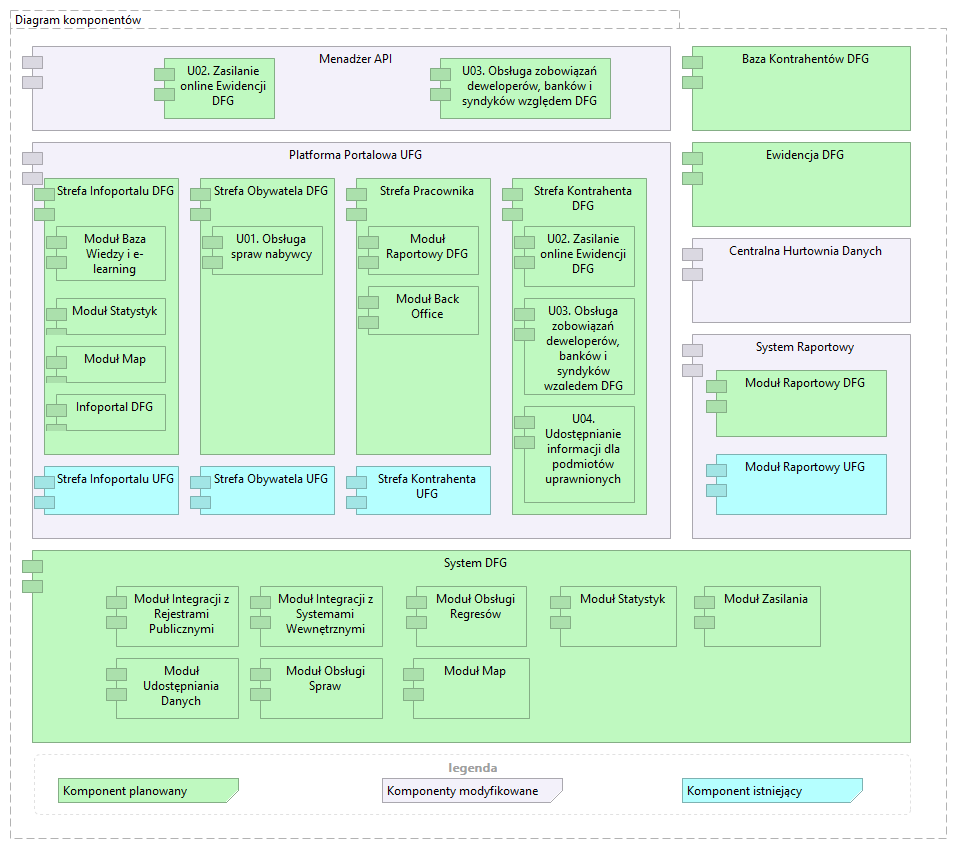 Diagram komponentów
Menadżer API
U02. Zasilanie
online Ewidencji
DFG
U03. Obsługa zobowiązań
deweloperów, banków i
syndyków względem DFG
Baza Kontrahentów DFG
Platforma Portalowa UFG
Strefa Infoportalu DFG
Moduł Baza
Wiedzy i e-
learning
Moduł Statystyk
Moduł Map
Infoportal DFG
Strefa Obywatela DFG
U01. Obsługa
spraw nabywcy
Strefa Pracownika
Moduł
Raportowy DFG
Moduł Back
Office
Strefa Kontrahenta
DFG
U02. Zasilanie
online Ewidencji
DFG
U03. Obsługa
zobowiązań
deweloperów,
banków i
syndyków
względem DFG
U04.
Udostępnianie
informacji dla
podmiotów
uprawnionych
Strefa Infoportalu UFG
Strefa Obywatela UFG
Strefa Kontrahenta
UFG
Ewidencja DFG
Centralna Hurtownia Danych
System Raportowy
Moduł Raportowy DFG
Moduł Raportowy UFG
System DFG
Moduł Integracji z
Rejestrami
Publicznymi
Moduł Integracji z
Systemami
Wewnętrznymi
Moduł Obsługi
Regresów
Moduł Statystyk
Moduł Zasilania
Moduł
Udostępniania
Danych
Moduł Obsługi
Spraw
Moduł Map
legenda
Komponent planowany
Komponenty modyfikowane
Komponent istniejący